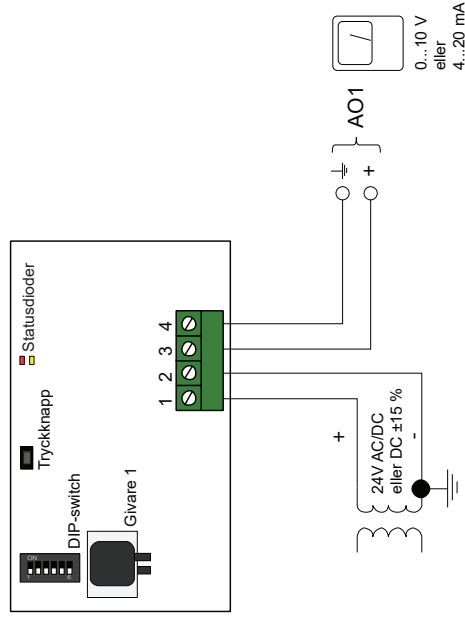 Statusdioder
Tryckknapp
DIP-switch
ON
1
6
Givare 1
1 2 3 4
+
24V AC/DC
eller DC ±15 %
-
+
AO1
0...10 V
eller
4...20 mA